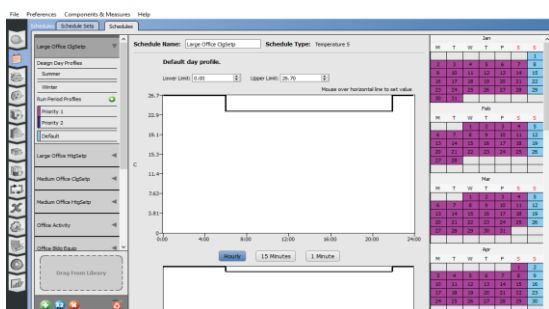 File Preferences Components & Measures Help
Schedules Schedule Sets Schedules
Large Office ClgSetp
Design Day Profiles
Summer
Winter
Run Period Profiles
Priority 1
Priority 2
Default
Large Office HtgSetp
Medium Office ClgSetp
Medium Office HtgSetp
Office Activity
Office Bldg Equip
Drag From Library
Schedule Name: Large Office ClgSetp Schedule Type: Temperature 5
Default day profile.
Lower Limit: 0.00 Upper Limit: 26.70
Mouse over horizontal line to set value
26.7
22.9
19.1
15.3
11.4
7.63
3.81
0
C
0:00 4:00 8:00 12:00 16:00 20:00 24:00
Hourly 15 Minutes 1 Minute
Jan
M T W T F S S
1
2 3 4 5 6 7 8
9 10 11 12 13 14 15
16 17 18 19 20 21 22
23 24 25 26 27 28 29
30 31
Feb
M T W T F S S
1 2 3 4 5
6 7 8 9 10 11 12
13 14 15 16 17 18 19
20 21 22 23 24 25 26
27 28
Mar
M T W T F S S
1 2 3 4 5
6 7 8 9 10 11 12
13 14 15 16 17 18 19
20 21 22 23 24 25 26
27 28 29 30 31
Apr
M T W T F S S
1 2
3 4 5 6 7 8 9
10 11 12 13 14 15 16
17 18 19 20 21 22 23
24 25 26 27 28 29 30